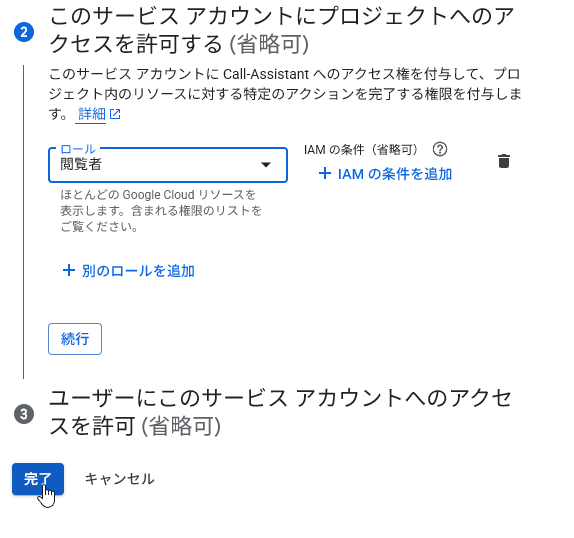 2
このサービス アカウントにプロジェクトへのア
クセスを許可する (省略可)
このサービス アカウントに Call-Assistant へのアクセス権を付与して、プロ
ジェクト内のリソースに対する特定のアクションを完了する権限を付与しま
す。 詳細
ロール
閲覧者
IAM の条件（省略可） ?
+ IAM の条件を追加
ほとんどの Google Cloud リソースを
表示します。含まれる権限のリストを
ご覧ください。
+ 別のロールを追加
続行
3
ユーザーにこのサービス アカウントへのアクセ
スを許可 (省略可)
完了
キャンセル